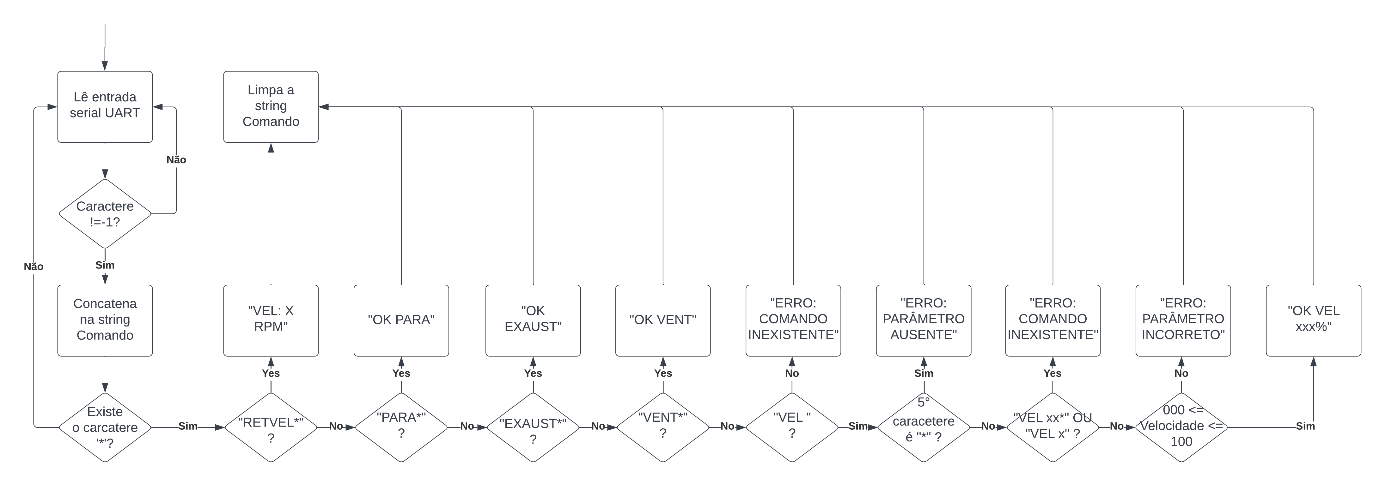 Lê entrada
serial UART
Limpa a
string
Comando
Não
Caractere
!=-1?
Não
Sim
Concatena
na string
Comando
"VEL: X
RPM"
"OK PARA"
"OK
EXAUST"
"OK VENT"
"ERRO:
COMANDO
INEXISTENTE"
"ERRO:
PARÂMETRO
AUSENTE"
"ERRO:
COMANDO
INEXISTENTE"
"ERRO:
PARÂMETRO
INCORRETO"
"OK VEL
xxx%"
Yes
Yes
Yes
Yes
No
Sim
Yes
No
Existe
o carcatere
'*'?
Sim
"RETVEL*"
?
No
"PARA*"
?
No
"EXAUST*"
?
No
"VENT*"
?
No
"VEL "
?
Sim
5°
caracetere
é "*" ?
No
"VEL xx*" OU
"VEL x" ?
No
000 <=
Velocidade <=
100
Sim